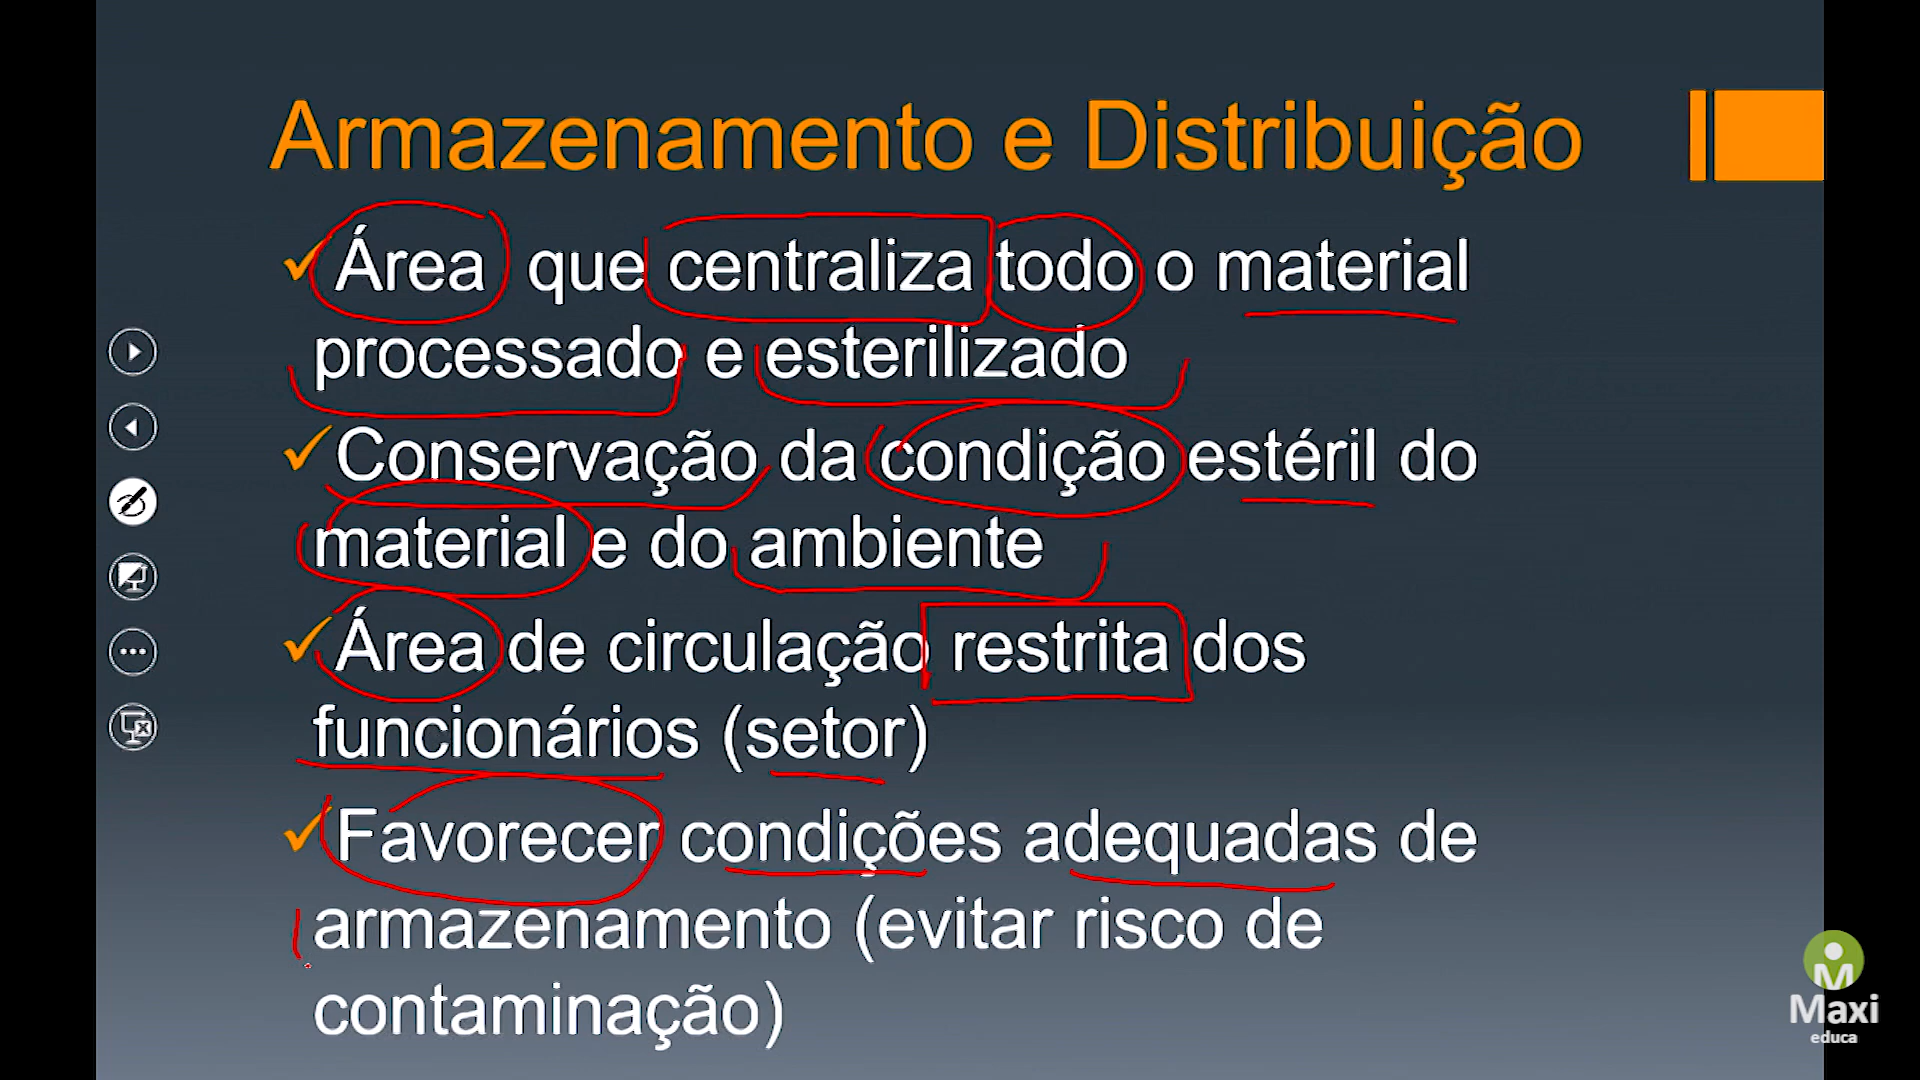 Armazenamento e Distribuição
Área que centraliza todo o material
processado e esterilizado
Conservação da condição estéril do
material e do ambiente
Área de circulação restrita dos
funcionários (setor)
Favorecer condições adequadas de
armazenamento (evitar risco de
contaminação)
M
Maxi
educa